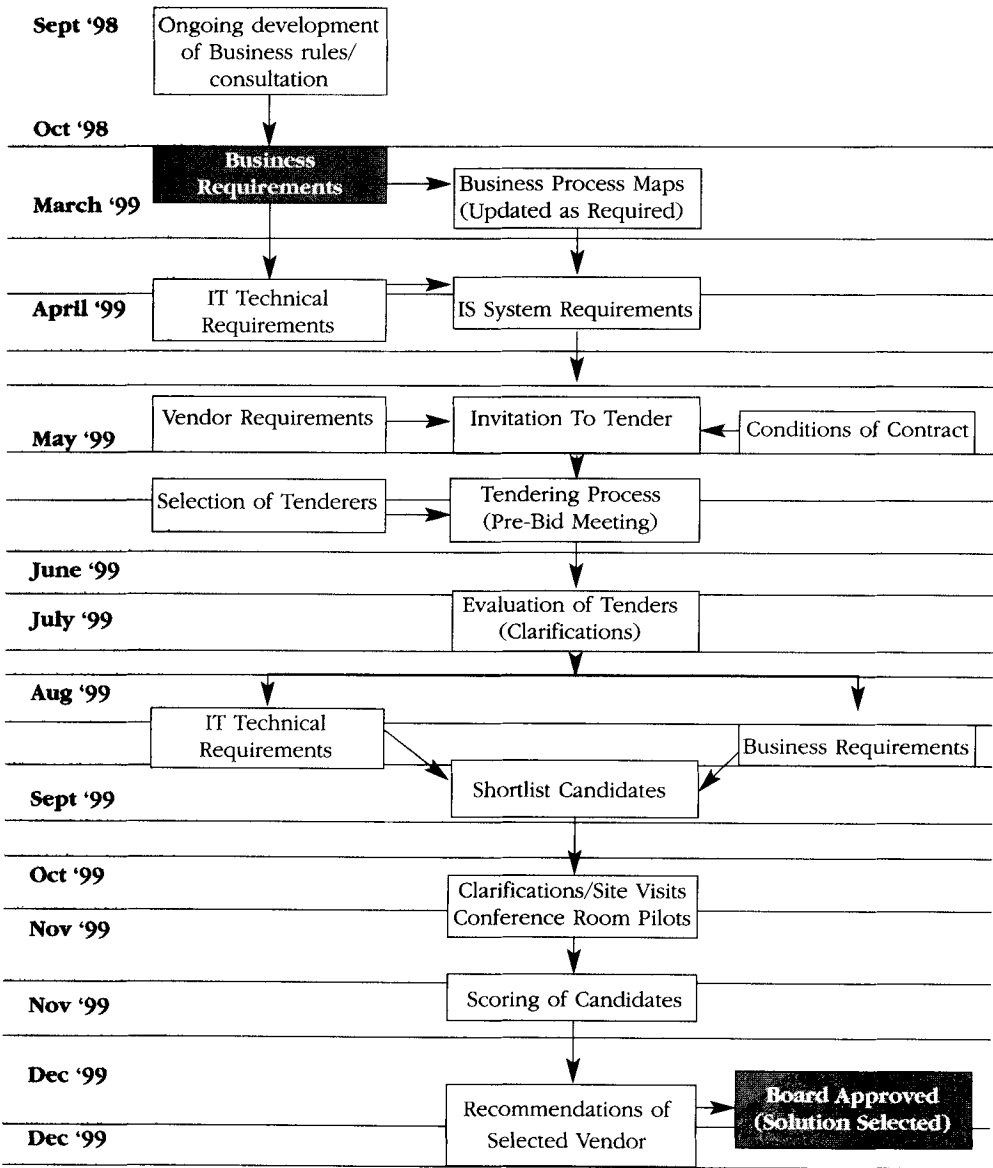 Sept ‘98
Ongoing development
of Business rules/
consultation
Oct ‘98
Business
Requirements
Business Process Maps
(Updated as Required)
March ‘99
IT Technical
Requirements
IS System Requirements
April ‘99
Vendor Requirements
Invitation To Tender
Conditions of Contract
May ‘99
Selection of Tenderers
Tendering Process
(Pre-Bid Meeting)
June ‘99
July ‘99
Evaluation of Tenders
(Clarifications)
Aug ‘99
IT Technical
Requirements
Business Requirements
Shortlist Candidates
Sept ‘99
Oct ‘99
Clarifications/Site Visits
Conference Room Pilots
Nov ‘99
Nov ‘99
Scoring of Candidates
Dec ‘99
Recommendations of
Selected Vendor
Board Approved
(Solution Selected)
Dec ‘99